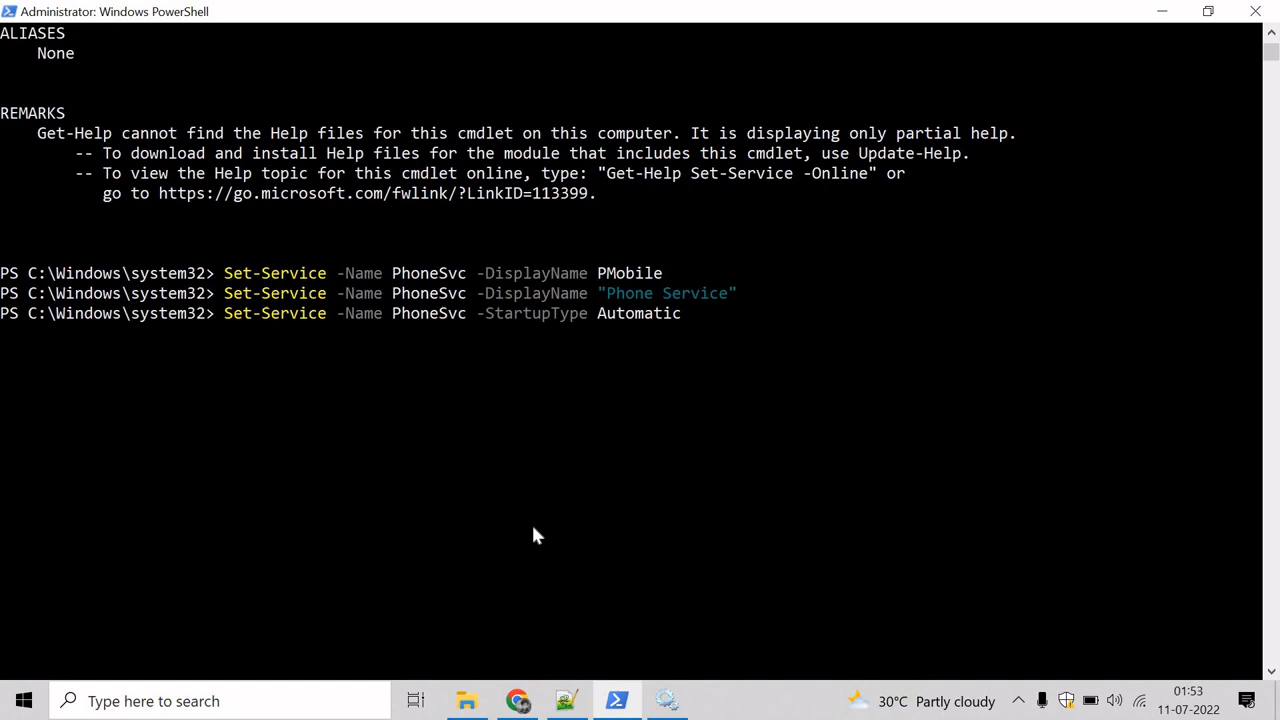 Administrator: Windows PowerShell
ALIASES
None
REMARKS
Get-Help cannot find the Help files for this cmdlet on this computer. It is displaying only partial help.
-- To download and install Help files for the module that includes this cmdlet, use Update-Help.
-- To view the Help topic for this cmdlet online, type: "Get-Help Set-Service -Online" or
go to https://go.microsoft.com/fwlink/?LinkID=113399.
PS C:\Windows\system32> Set-Service -Name PhoneSvc -DisplayName PMobile
PS C:\Windows\system32> Set-Service -Name PhoneSvc -DisplayName "Phone Service"
PS C:\Windows\system32> Set-Service -Name PhoneSvc -StartupType Automatic
Type here to search
30°C Partly cloudy
01:53
11-07-2022